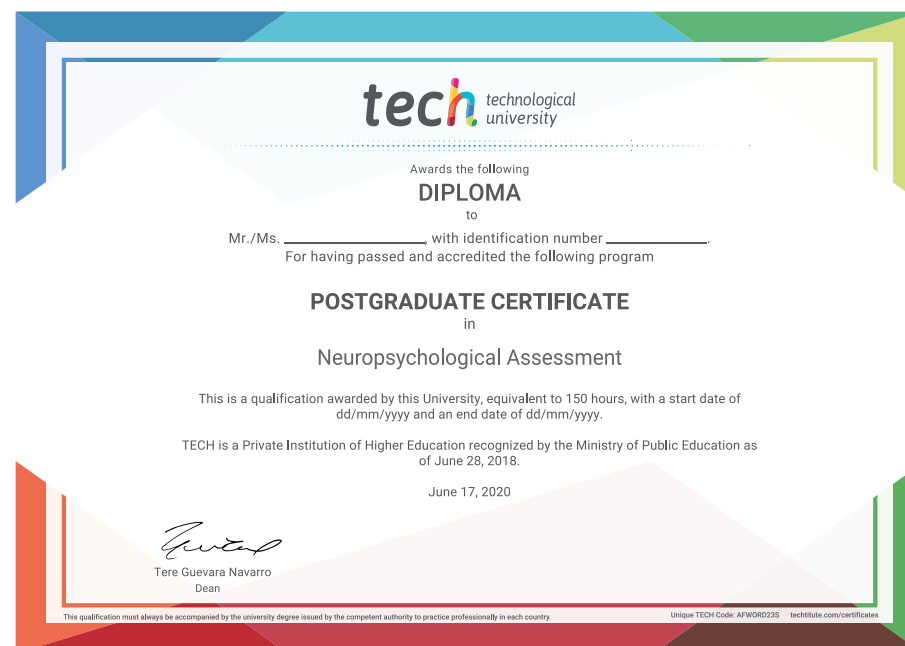 tech technological
university
Awards the following
DIPLOMA
to
Mr./Ms. ____________, with identification number ____________.
For having passed and accredited the following program
POSTGRADUATE CERTIFICATE
in
Neuropsychological Assessment
This is a qualification awarded by this University, equivalent to 150 hours, with a start date of
dd/mm/yyyy and an end date of dd/mm/yyyy.
TECH is a Private Institution of Higher Education recognized by the Ministry of Public Education as
of June 28, 2018.
June 17, 2020
Tere Guevara Navarro
Dean
This qualification must always be accompanied by the university degree issued by the competent authority to practice professionally in each country.
Unique TECH Code: AFWORD23S techtitute.com/certificates